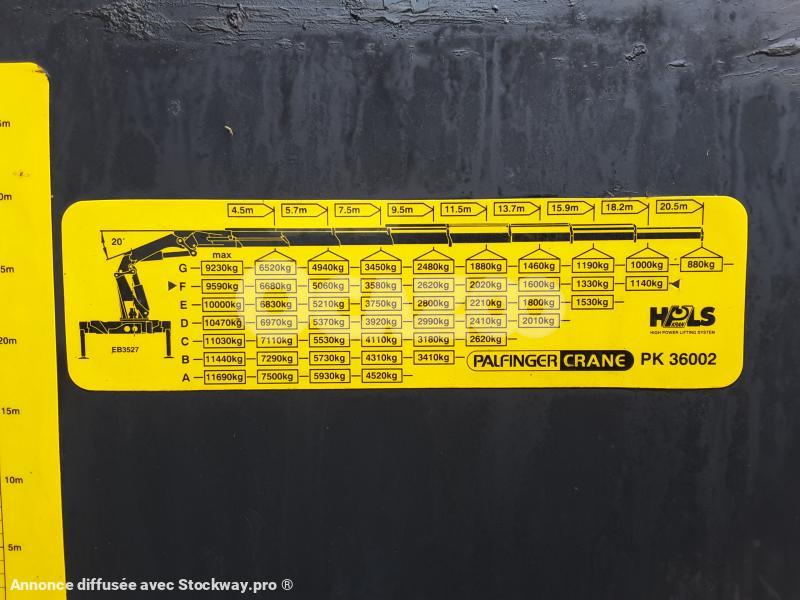 4.5m 5.7m 7.5m 9.5m 11.5m 13.7m 15.9m 18.2m 20.5m
20°
max
G 9230kg 6520kg 4940kg 3450kg 2480kg 1880kg 1460kg 1190kg 1000kg 880kg
F 9590kg 6680kg 5060kg 3580kg 2620kg 2020kg 1600kg 1330kg 1140kg
E 10000kg 6830kg 5210kg 3750kg 2800kg 2210kg 1800kg 1530kg
D 10470kg 6970kg 5370kg 3920kg 2990kg 2410kg 2010kg
C 11030kg 7110kg 5530kg 4110kg 3180kg 2620kg
B 11440kg 7290kg 5730kg 4310kg 3410kg
A 11690kg 7500kg 5930kg 4520kg
EB3527
HPLS
HIGH POWER LIFTING SYSTEM
PALFINGER CRANE PK 36002
20m
15m
10m
5m
Annonce diffusée avec Stockway.pro ®